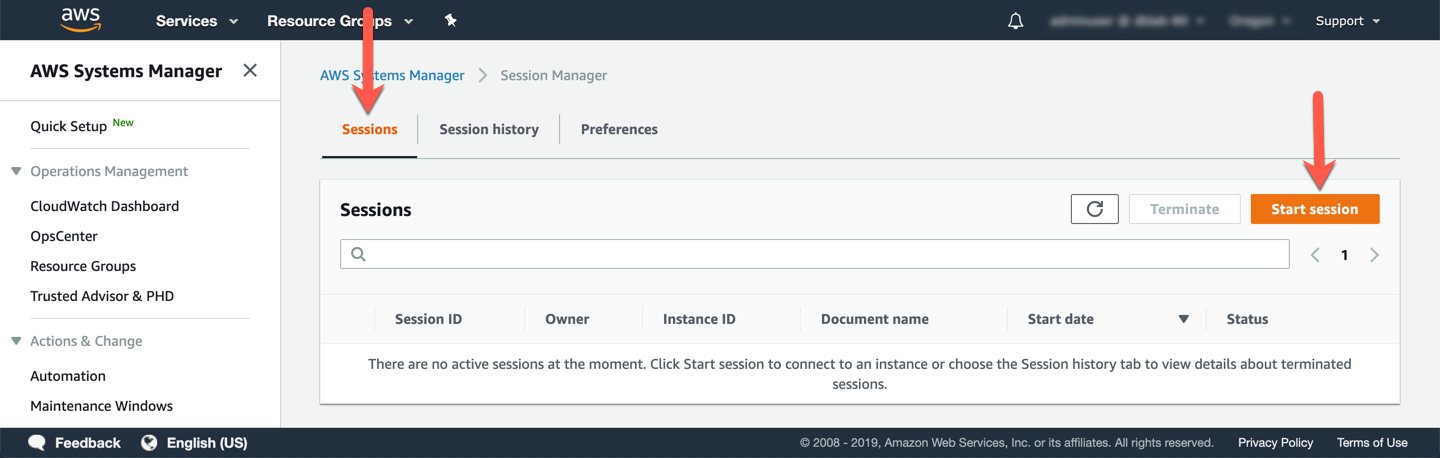 aws Services Resource Groups Support
AWS Systems Manager
AWS Systems Manager > Session Manager
Quick Setup New
Sessions Session history Preferences
Operations Management
CloudWatch Dashboard
OpsCenter
Resource Groups
Trusted Advisor & PHD
Actions & Change
Automation
Maintenance Windows
Sessions Terminate Start session
1
Session ID Owner Instance ID Document name Start date Status
There are no active sessions at the moment. Click Start session to connect to an instance or choose the Session history tab to view details about terminated
sessions.
Feedback English (US) © 2008 - 2019, Amazon Web Services, Inc. or its affiliates. All rights reserved. Privacy Policy Terms of Use